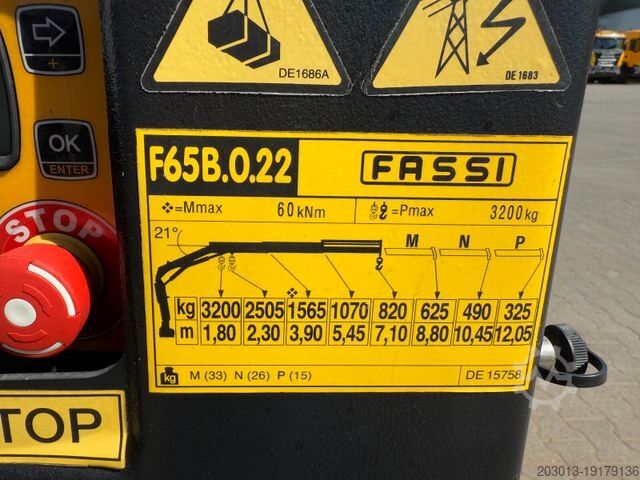 +
OK
ENTER
STOP
DE1686A
DE 1683
F65B.0.22
FASSI
❖=Mmax 60 kNm
=Pmax 3200 kg
21°
M N P
kg 3200 2505 1565 1070 820 625 490 325
m 1,80 2,30 3,90 5,45 7,10 8,80 10,45 12,05
kg M (33) N (26) P (15)
DE 15758
TOP
203013-19179136